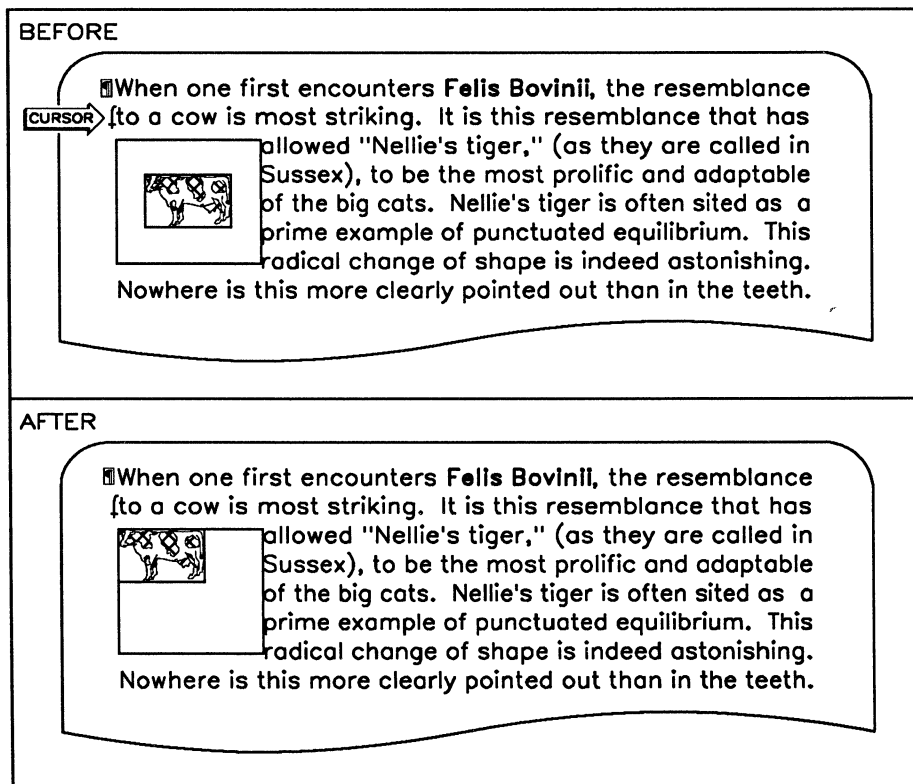 BEFORE
¶When one first encounters Felis Bovinii, the resemblance
CURSOR
to a cow is most striking. It is this resemblance that has
allowed "Nellie's tiger," (as they are called in
Sussex), to be the most prolific and adaptable
of the big cats. Nellie's tiger is often sited as a
prime example of punctuated equilibrium. This
radical change of shape is indeed astonishing.
Nowhere is this more clearly pointed out than in the teeth.
AFTER
¶When one first encounters Felis Bovinii, the resemblance
to a cow is most striking. It is this resemblance that has
allowed "Nellie's tiger," (as they are called in
Sussex), to be the most prolific and adaptable
of the big cats. Nellie's tiger is often sited as a
prime example of punctuated equilibrium. This
radical change of shape is indeed astonishing.
Nowhere is this more clearly pointed out than in the teeth.